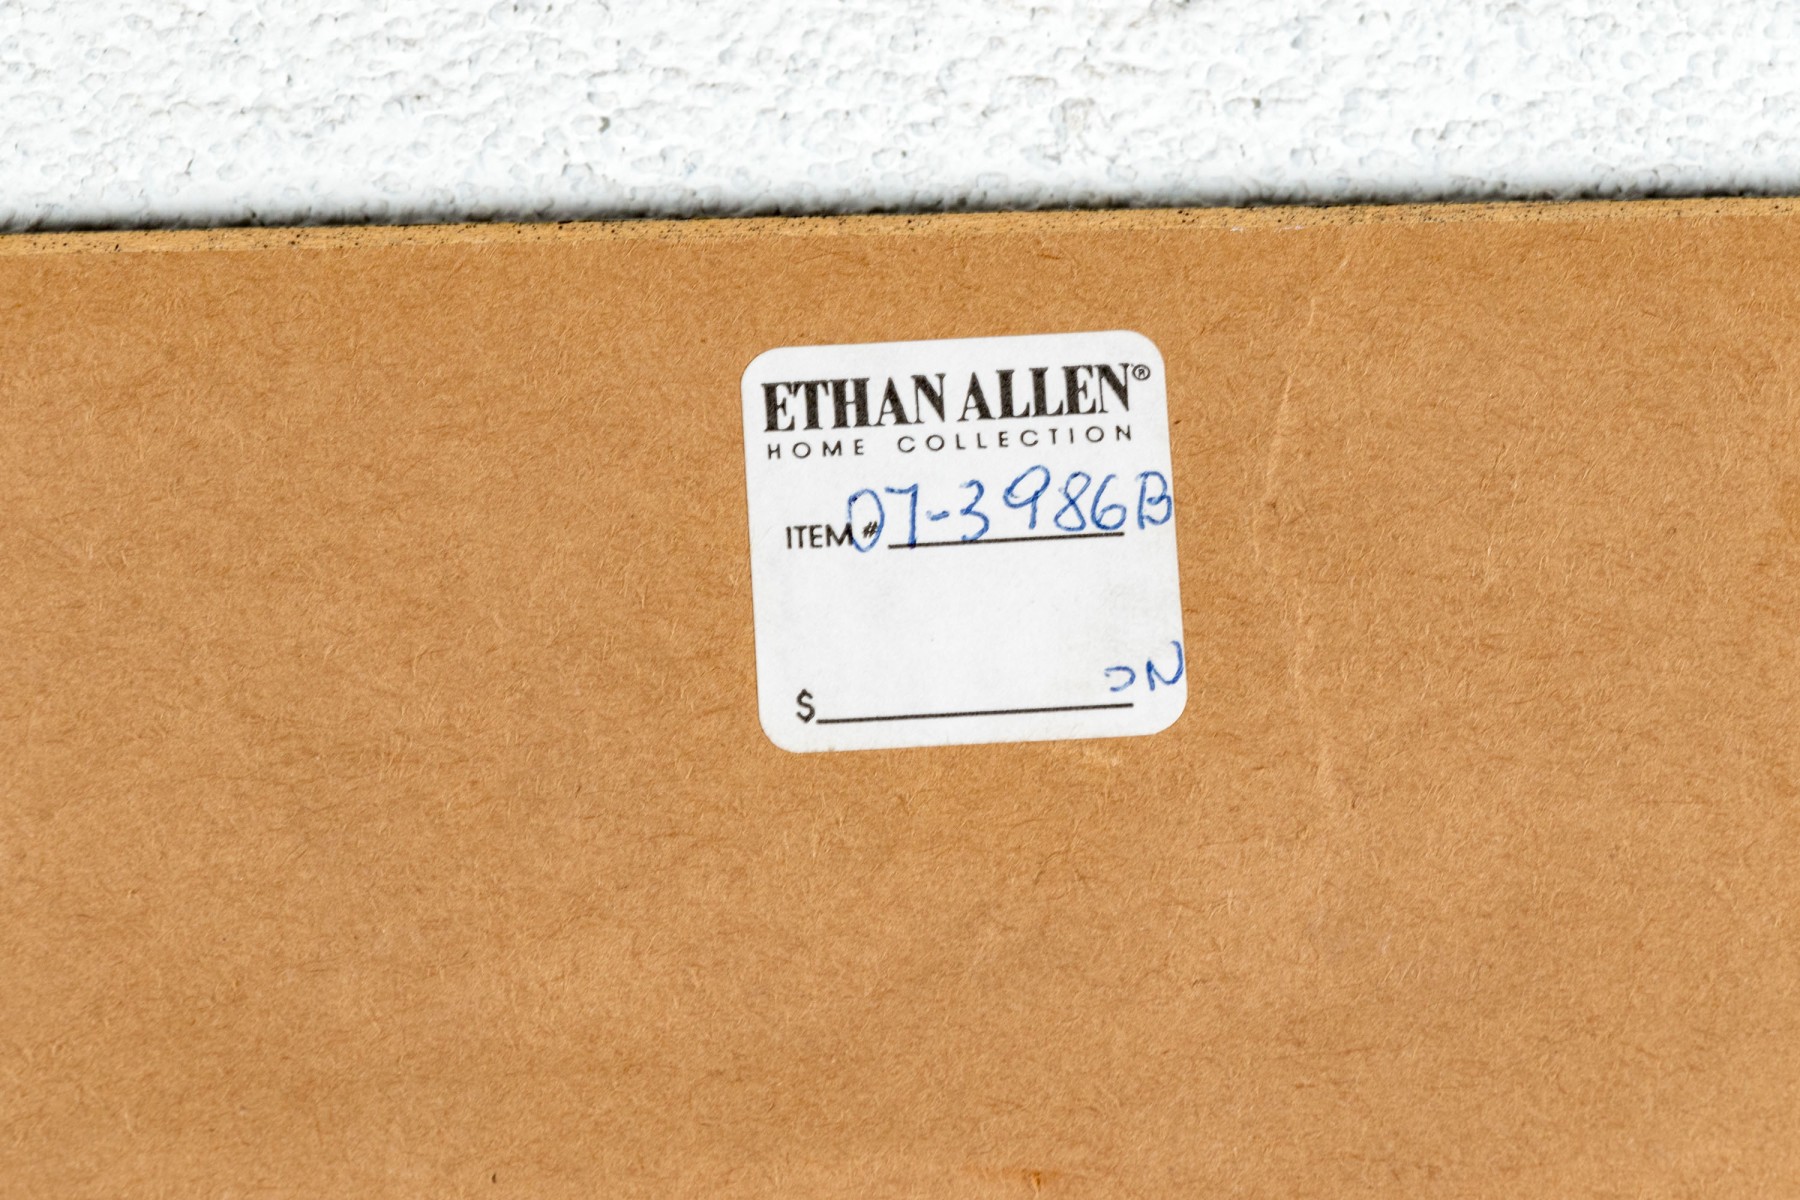 ETHAN ALLEN®
HOME COLLECTION
ITEM # 07-3986B
ON
$